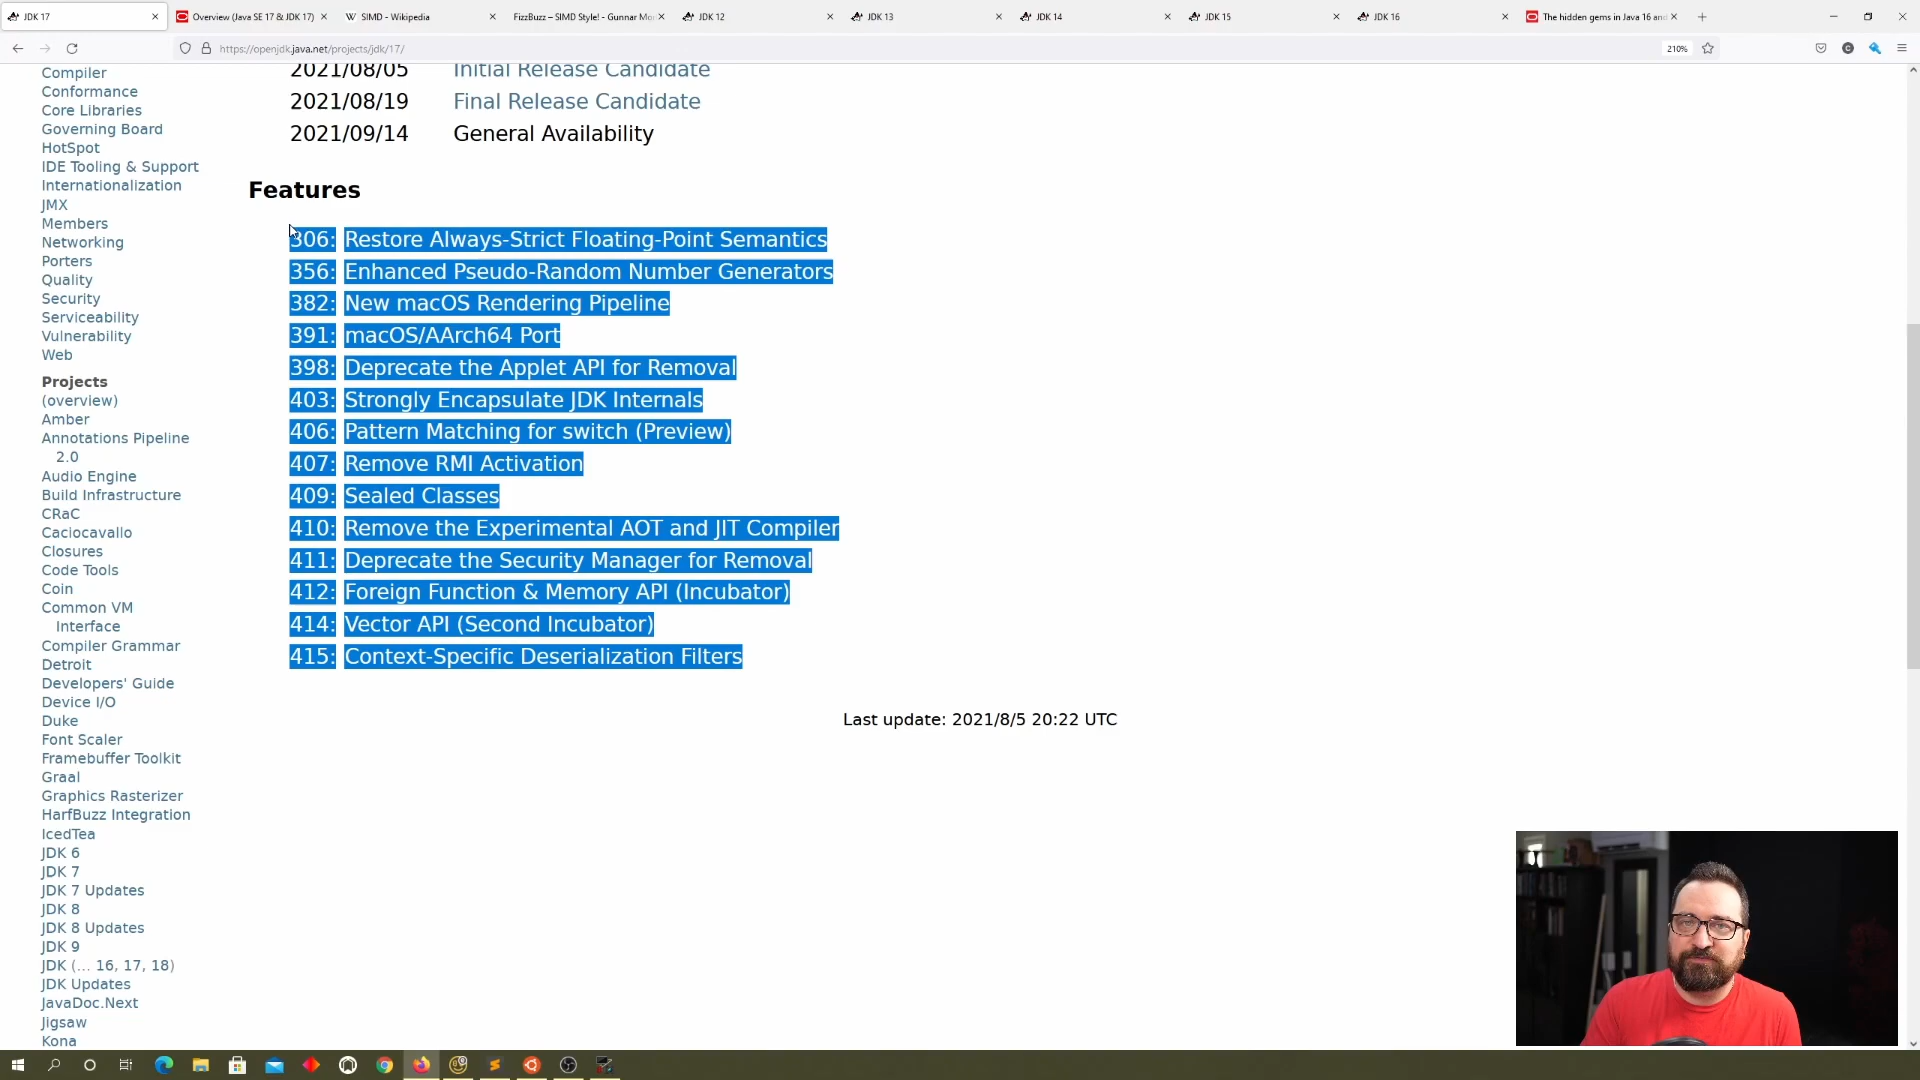 JDK 17
Overview (Java SE 17 & JDK 17)
SIMD - Wikipedia
FizzBuzz – SIMD Style! - Gunnar Mo
JDK 12
JDK 13
JDK 14
JDK 15
JDK 16
The hidden gems in Java 16 and
https://openjdk.java.net/projects/jdk/17/
210%
Compiler
Conformance
Core Libraries
Governing Board
HotSpot
IDE Tooling & Support
Internationalization
JMX
Members
Networking
Porters
Quality
Security
Serviceability
Vulnerability
Web
Projects
(overview)
Amber
Annotations Pipeline
2.0
Audio Engine
Build Infrastructure
CRaC
Caciocavallo
Closures
Code Tools
Coin
Common VM
Interface
Compiler Grammar
Detroit
Developers' Guide
Device I/O
Duke
Font Scaler
Framebuffer Toolkit
Graal
Graphics Rasterizer
HarfBuzz Integration
IcedTea
JDK 6
JDK 7
JDK 7 Updates
JDK 8
JDK 8 Updates
JDK 9
JDK (... 16, 17, 18)
JDK Updates
JavaDoc.Next
Jigsaw
Kona
2021/08/05 Initial Release Candidate
2021/08/19 Final Release Candidate
2021/09/14 General Availability
Features
306: Restore Always-Strict Floating-Point Semantics
356: Enhanced Pseudo-Random Number Generators
382: New macOS Rendering Pipeline
391: macOS/AArch64 Port
398: Deprecate the Applet API for Removal
403: Strongly Encapsulate JDK Internals
406: Pattern Matching for switch (Preview)
407: Remove RMI Activation
409: Sealed Classes
410: Remove the Experimental AOT and JIT Compiler
411: Deprecate the Security Manager for Removal
412: Foreign Function & Memory API (Incubator)
414: Vector API (Second Incubator)
415: Context-Specific Deserialization Filters
Last update: 2021/8/5 20:22 UTC